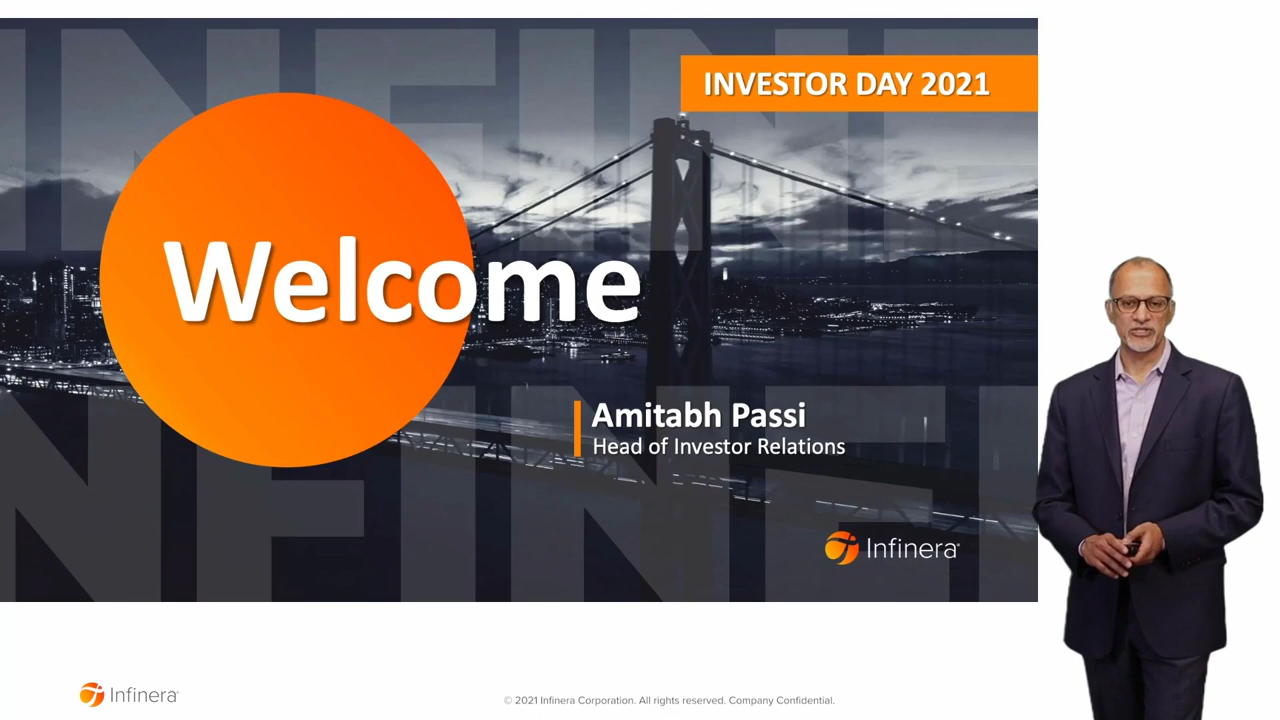 INVESTOR DAY 2021
Welcome
Amitabh Passi
Head of Investor Relations
Infinera
Infinera
© 2021 Infinera Corporation. All rights reserved. Company Confidential.